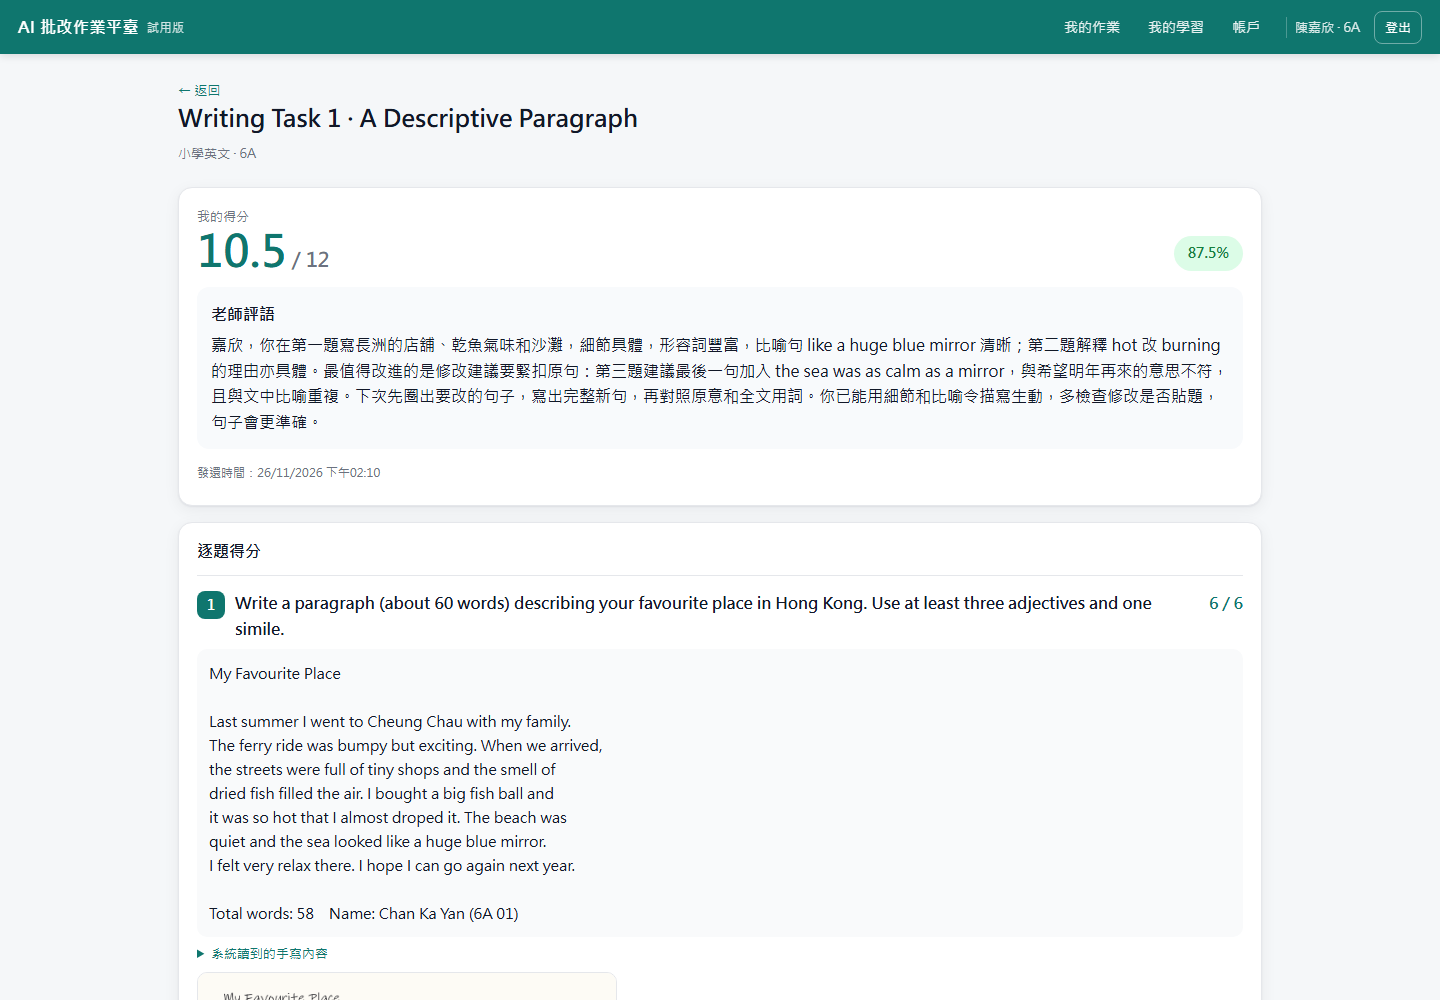 AI 批改作業平臺 試用版
我的作業 我的學習 帳戶 陳嘉欣 · 6A 登出
← 返回
Writing Task 1 · A Descriptive Paragraph
小學英文 · 6A
我的得分
10.5 / 12
87.5%
老師評語
嘉欣，你在第一題寫長洲的店舖、乾魚氣味和沙灘，細節具體，形容詞豐富，比喻句 like a huge blue mirror 清晰；第二題解釋 hot 改 burning
的理由亦具體。最值得改進的是修改建議要緊扣原句：第三題建議最後一句加入 the sea was as calm as a mirror，與希望明年再來的意思不符，
且與文中比喻重複。下次先圈出要改的句子，寫出完整新句，再對照原意和全文用詞。你已能用細節和比喻令描寫生動，多檢查修改是否貼題，
句子會更準確。
發還時間：26/11/2026 下午02:10
逐題得分
1 Write a paragraph (about 60 words) describing your favourite place in Hong Kong. Use at least three adjectives and one
simile.
6 / 6
My Favourite Place
Last summer I went to Cheung Chau with my family.
The ferry ride was bumpy but exciting. When we arrived,
the streets were full of tiny shops and the smell of
dried fish filled the air. I bought a big fish ball and
it was so hot that I almost droped it. The beach was
quiet and the sea looked like a huge blue mirror.
I felt very relax there. I hope I can go again next year.
Total words: 58 Name: Chan Ka Yan (6A 01)
▶ 系統讀到的手寫內容
My Favourite Place